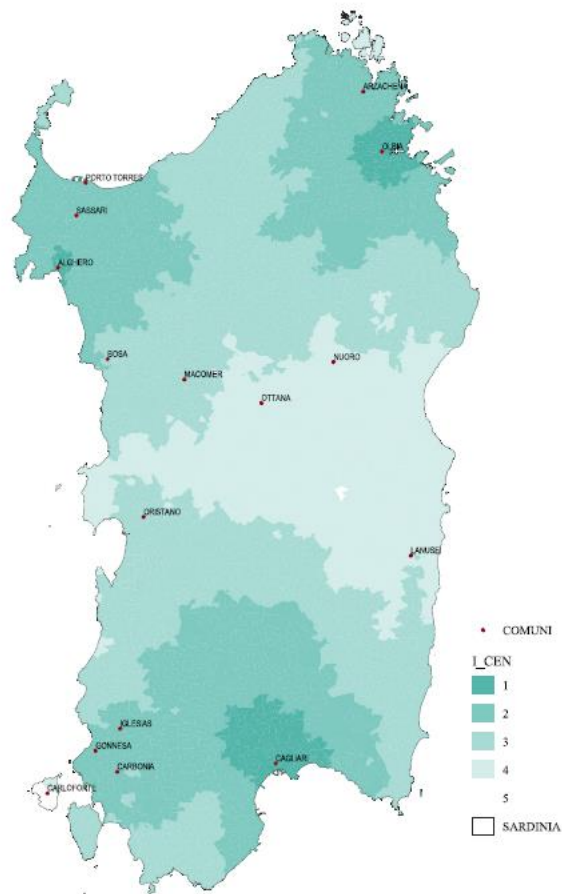 ARZACHENA
OLBIA
PORTO TORRES
SASSARI
ALGHERO
BOSA
NUORO
MACOMER
OTTANA
ORISTANO
LANUSEI
COMUNI
I_CEN
1
2
3
4
5
SARDINIA
IGLESIAS
GONNESA
CAGLIARI
CARBONIA
CARLOFORTE